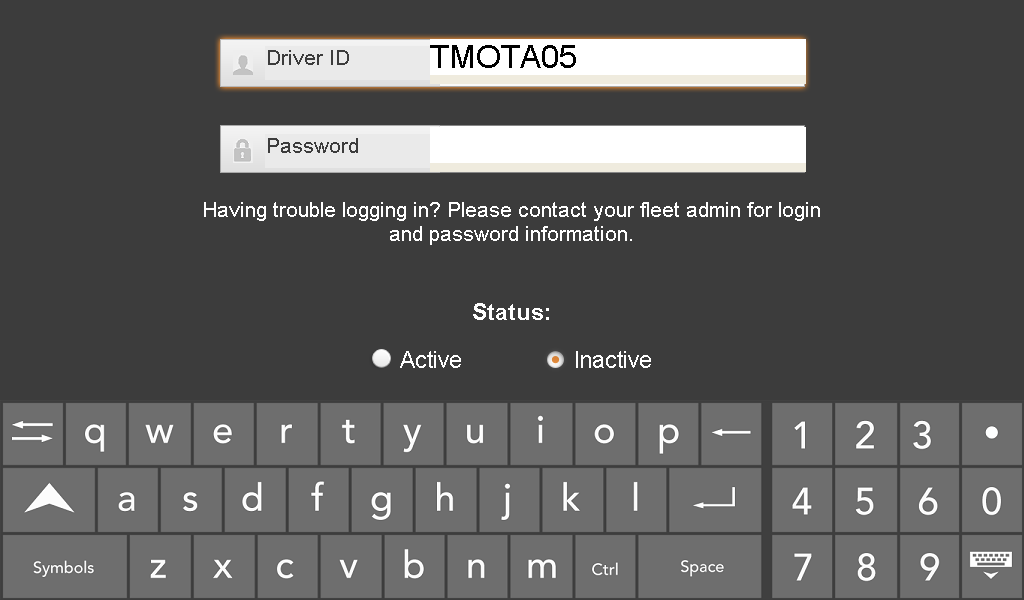 Driver ID TMOTA05
Password
Having trouble logging in? Please contact your fleet admin for login
and password information.
Status:
Active Inactive
q w e r t y u i o p 1 2 3 •
a s d f g h j k l 4 5 6 0
Symbols z x c v b n m Ctrl Space 7 8 9